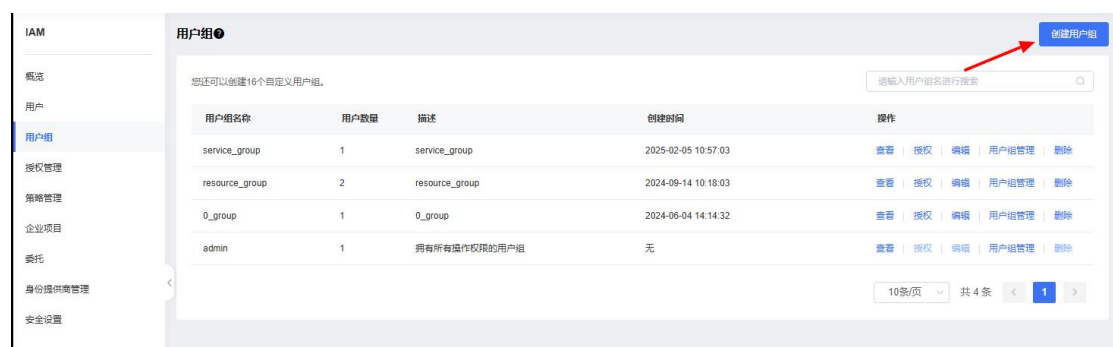 IAM
概览
用户
用户组
授权管理
策略管理
企业项目
委托
身份提供商管理
安全设置
用户组
创建用户组
您还可以创建16个自定义用户组。
请输入用户组名进行搜索
用户组名称 用户数量 描述 创建时间 操作
service_group 1 service_group 2025-02-05 10:57:03 查看 授权 编辑 用户组管理 删除
resource_group 2 resource_group 2024-09-14 10:18:03 查看 授权 编辑 用户组管理 删除
0_group 1 0_group 2024-06-04 14:14:32 查看 授权 编辑 用户组管理 删除
admin 1 拥有所有操作权限的用户组 无 查看 授权 编辑 用户组管理 删除
10条/页 共 4 条 < 1 >